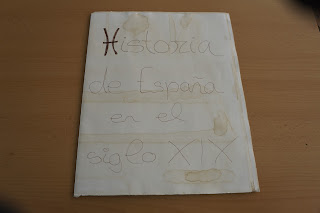 Historia
de España
en el
siglo XIX